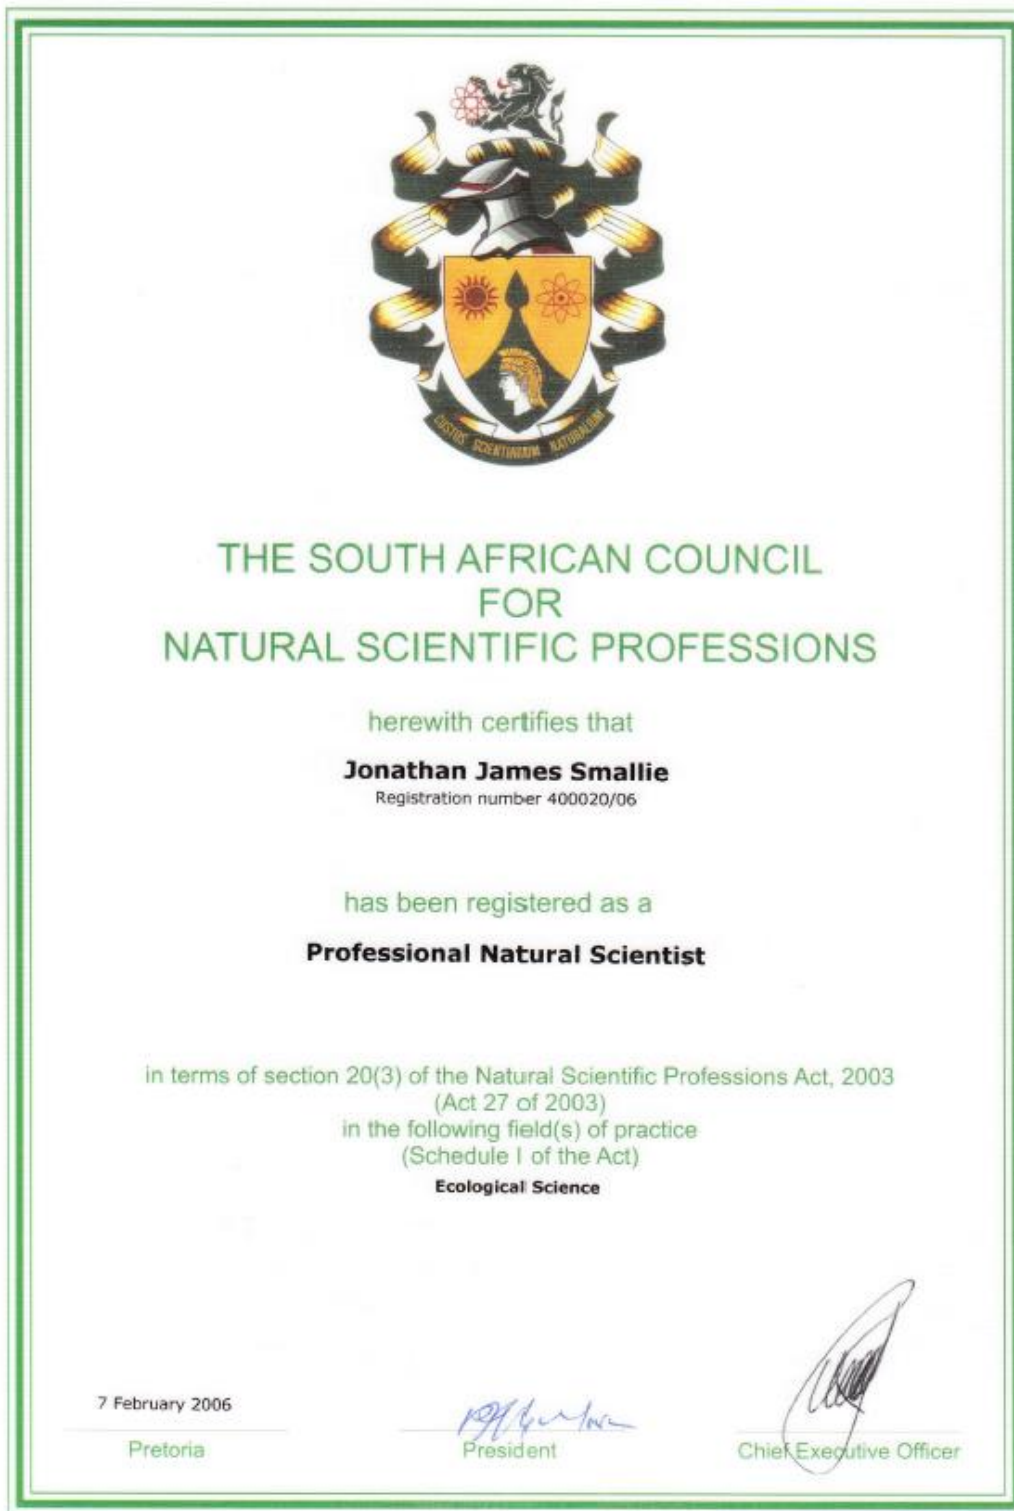 CUSTOS SCIENTIARUM NATURALIUM
THE SOUTH AFRICAN COUNCIL
FOR
NATURAL SCIENTIFIC PROFESSIONS
herewith certifies that
Jonathan James Smallie
Registration number 400020/06
has been registered as a
Professional Natural Scientist
in terms of section 20(3) of the Natural Scientific Professions Act, 2003
(Act 27 of 2003)
in the following field(s) of practice
(Schedule I of the Act)
Ecological Science
7 February 2006
Pretoria
President
Chief Executive Officer